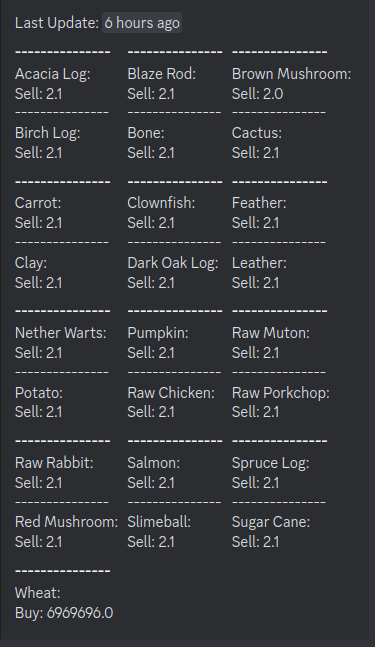 Last Update: 6 hours ago
--------------- --------------- ---------------
Acacia Log: Blaze Rod: Brown Mushroom:
Sell: 2.1 Sell: 2.1 Sell: 2.0
--------------- --------------- ---------------
Birch Log: Bone: Cactus:
Sell: 2.1 Sell: 2.1 Sell: 2.1
--------------- --------------- ---------------
Carrot: Clownfish: Feather:
Sell: 2.1 Sell: 2.1 Sell: 2.1
--------------- --------------- ---------------
Clay: Dark Oak Log: Leather:
Sell: 2.1 Sell: 2.1 Sell: 2.1
--------------- --------------- ---------------
Nether Warts: Pumpkin: Raw Muton:
Sell: 2.1 Sell: 2.1 Sell: 2.1
--------------- --------------- ---------------
Potato: Raw Chicken: Raw Porkchop:
Sell: 2.1 Sell: 2.1 Sell: 2.1
--------------- --------------- ---------------
Raw Rabbit: Salmon: Spruce Log:
Sell: 2.1 Sell: 2.1 Sell: 2.1
--------------- --------------- ---------------
Red Mushroom: Slimeball: Sugar Cane:
Sell: 2.1 Sell: 2.1 Sell: 2.1
---------------
Wheat:
Buy: 6969696.0